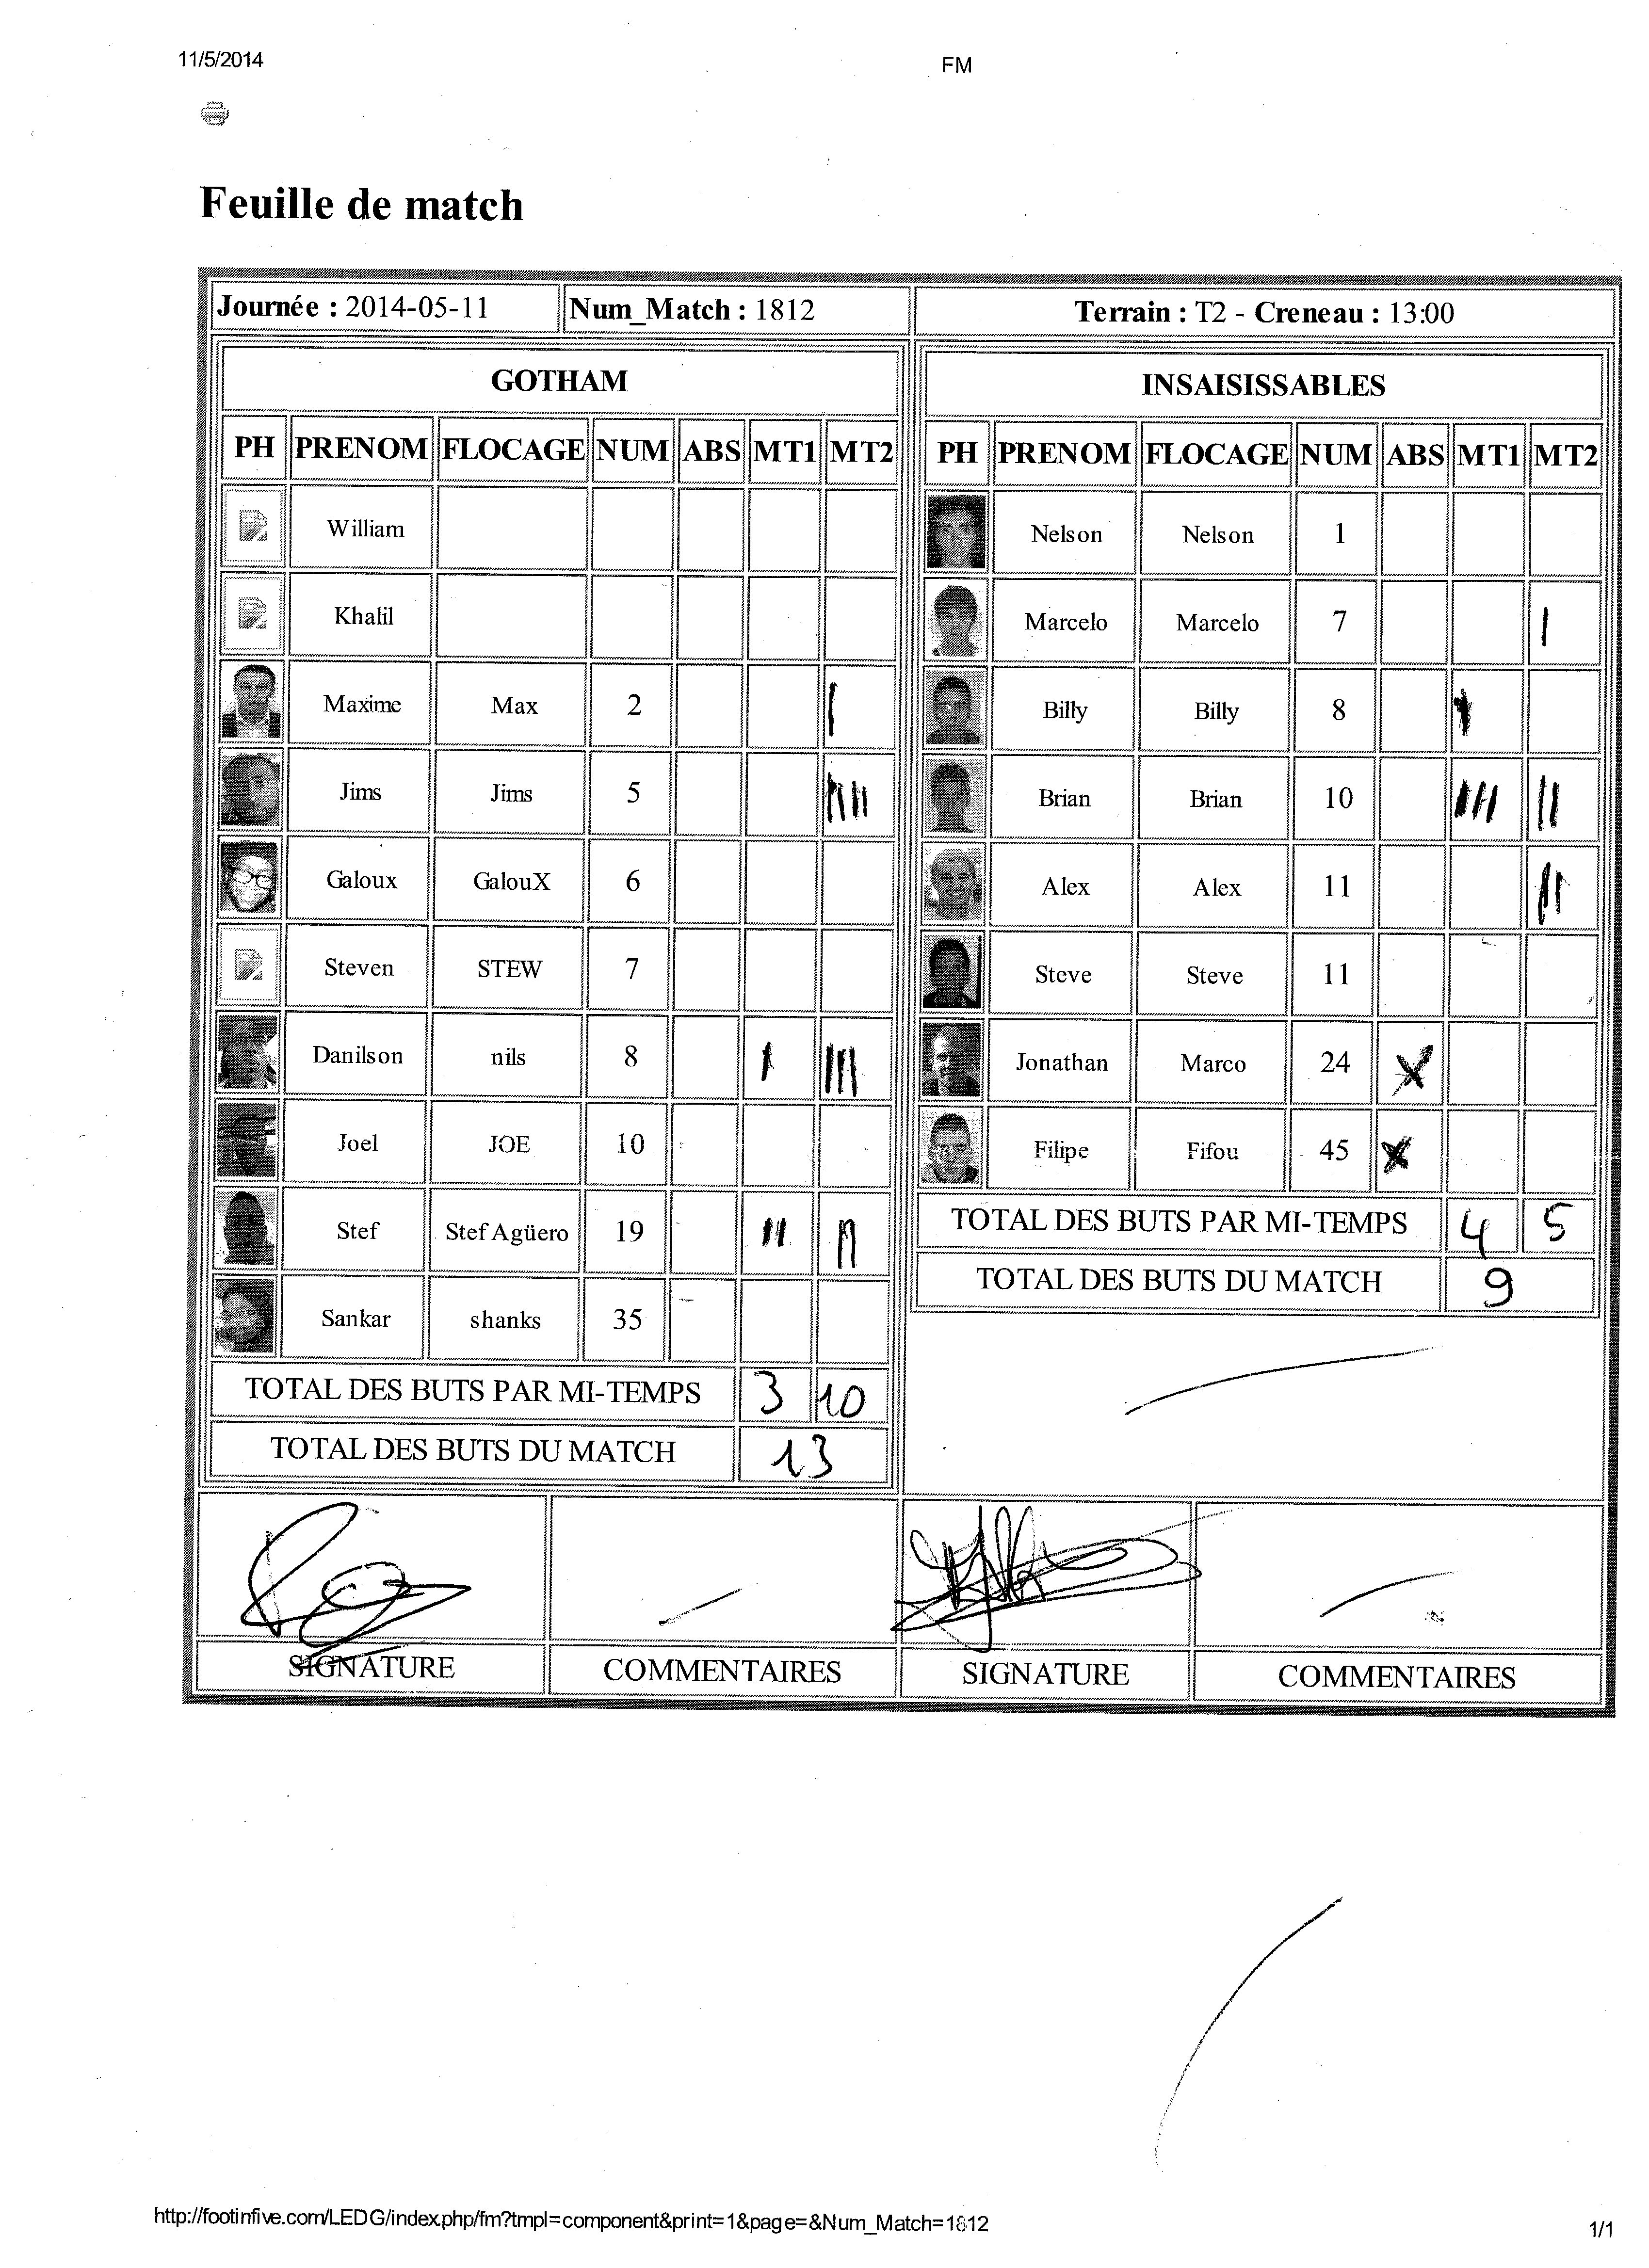 11/5/2014
FM
Feuille de match
Journée : 2014-05-11 Num_Match : 1812 Terrain : T2 - Creneau : 13:00
GOTHAM
PH PRENOM FLOCAGE NUM ABS MT1 MT2
William
Khalil
Maxime Max 2 |
Jims Jims 5 ||||
Galoux GalouX 6
Steven STEW 7
Danilson nils 8 | |||
Joel JOE 10
Stef Stef Agüero 19 || ||
Sankar shanks 35
TOTAL DES BUTS PAR MI-TEMPS 3 10
TOTAL DES BUTS DU MATCH 13
INSAISISSABLES
PH PRENOM FLOCAGE NUM ABS MT1 MT2
Nelson Nelson 1
Marcelo Marcelo 7 |
Billy Billy 8 |
Brian Brian 10 ||| ||
Alex Alex 11 ||
Steve Steve 11
Jonathan Marco 24 X
Filipe Fifou 45 X
TOTAL DES BUTS PAR MI-TEMPS 4 5
TOTAL DES BUTS DU MATCH 9
SIGNATURE COMMENTAIRES SIGNATURE COMMENTAIRES
http://footinfive.com/LEDG/index.php/fm?tmpl=component&print=1&page=&Num_Match=1812
1/1